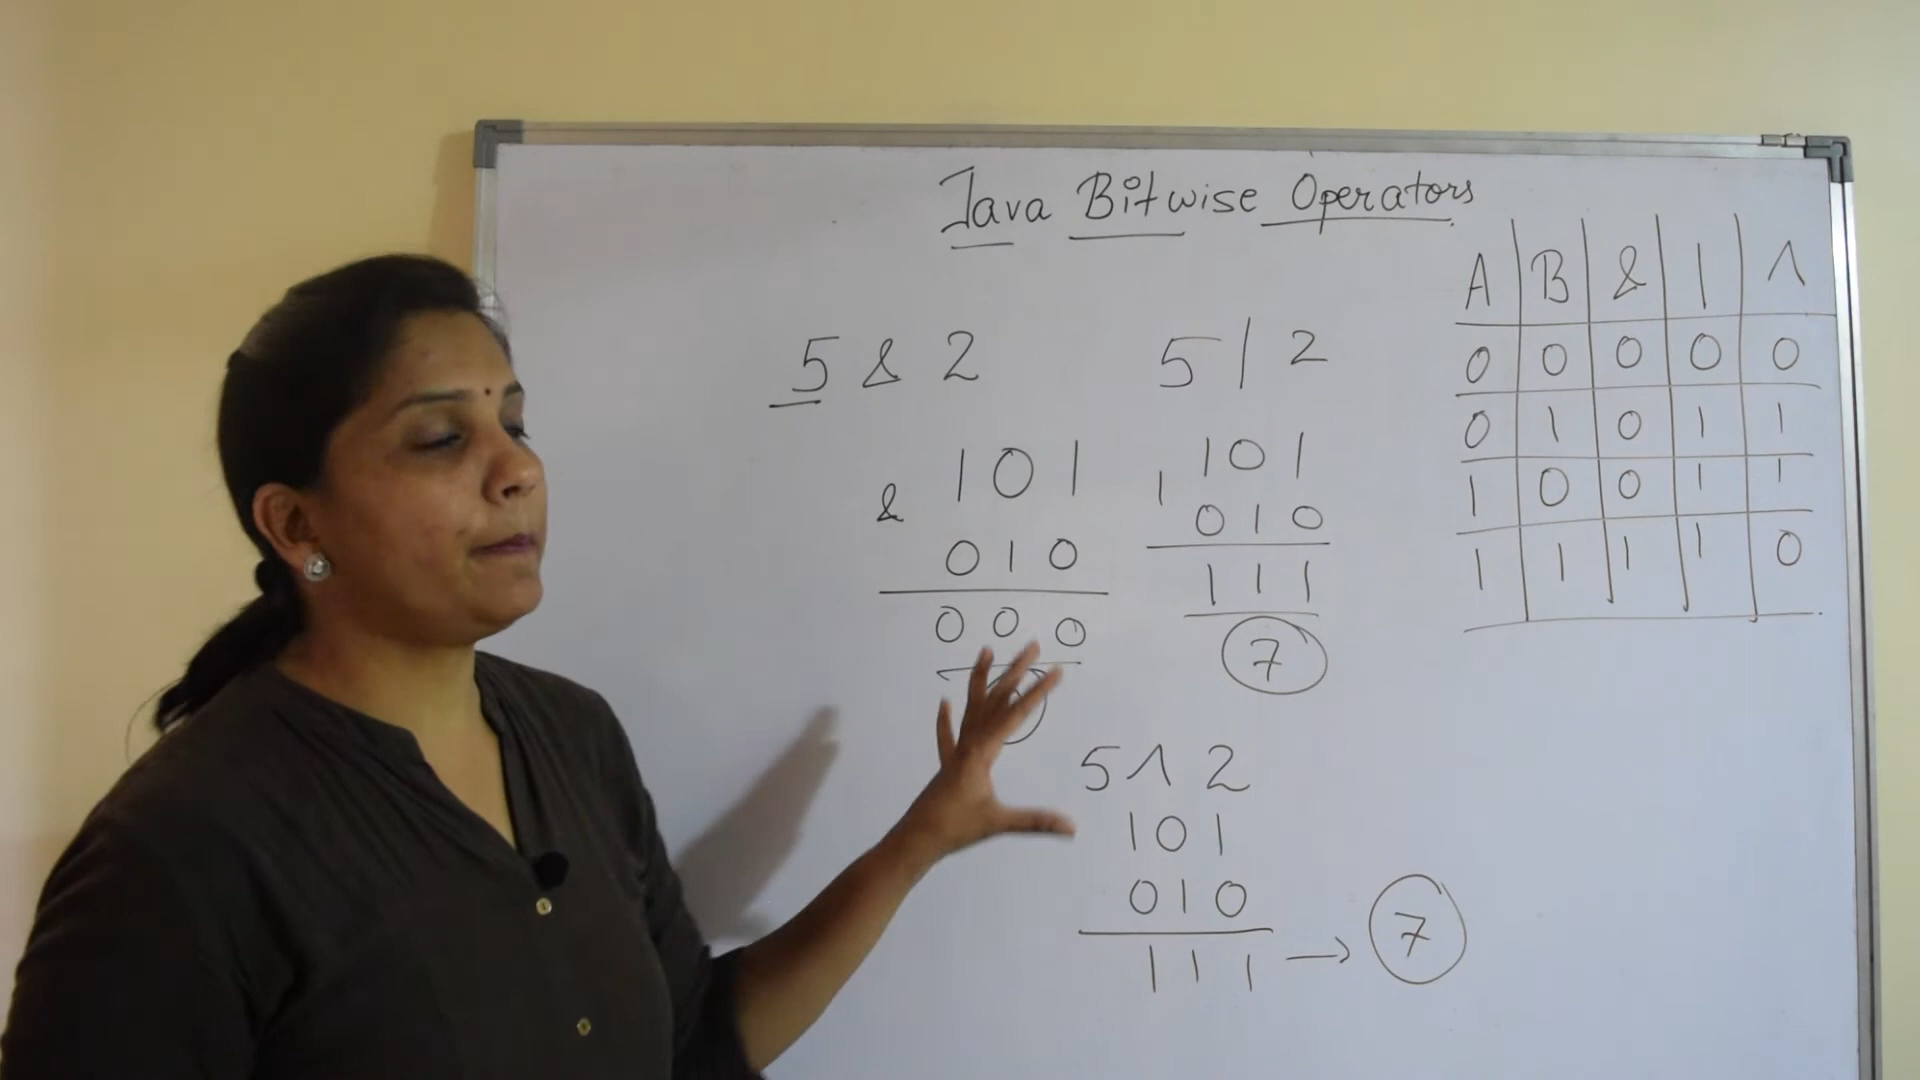 Java Bitwise Operators
5 & 2
101
&
010
000
5 | 2
101
|
010
111
7
5 ^ 2
101
010
111 → 7
A B & | ^
0 0 0 0 0
0 1 0 1 1
1 0 0 1 1
1 1 1 1 0